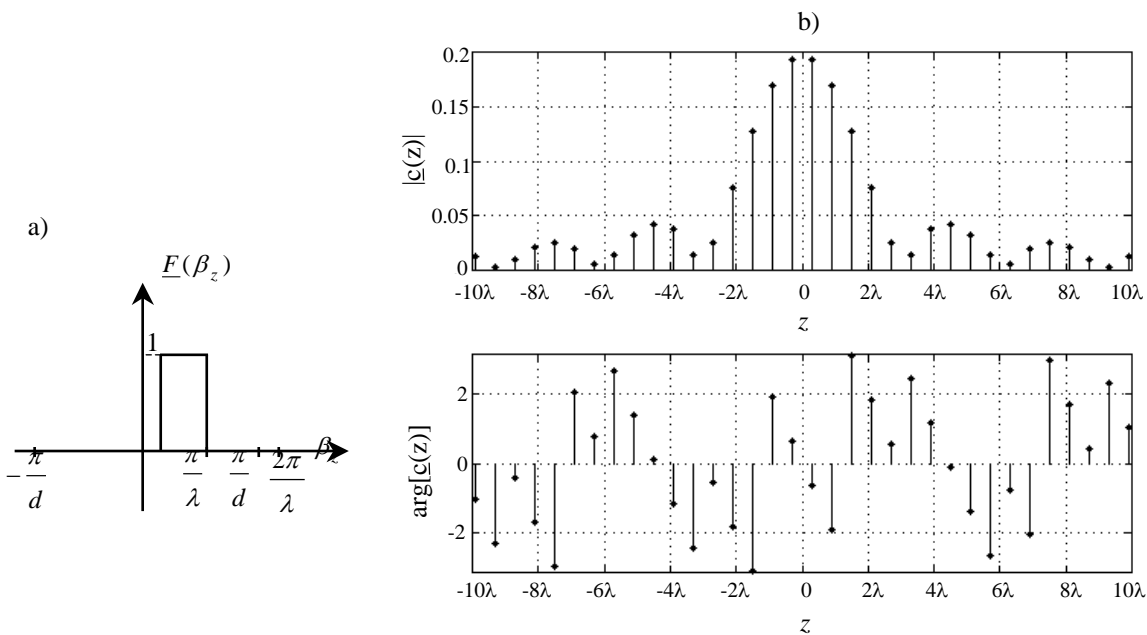 b)
0.2
0.15
0.1
0.05
0
|c(z)|
-10λ -8λ -6λ -4λ -2λ 0 2λ 4λ 6λ 8λ 10λ
z
a)
F(β_z)
1
β_z
-π/d π/λ π/d 2π/λ
2
0
-2
arg[c(z)]
-10λ -8λ -6λ -4λ -2λ 0 2λ 4λ 6λ 8λ 10λ
z